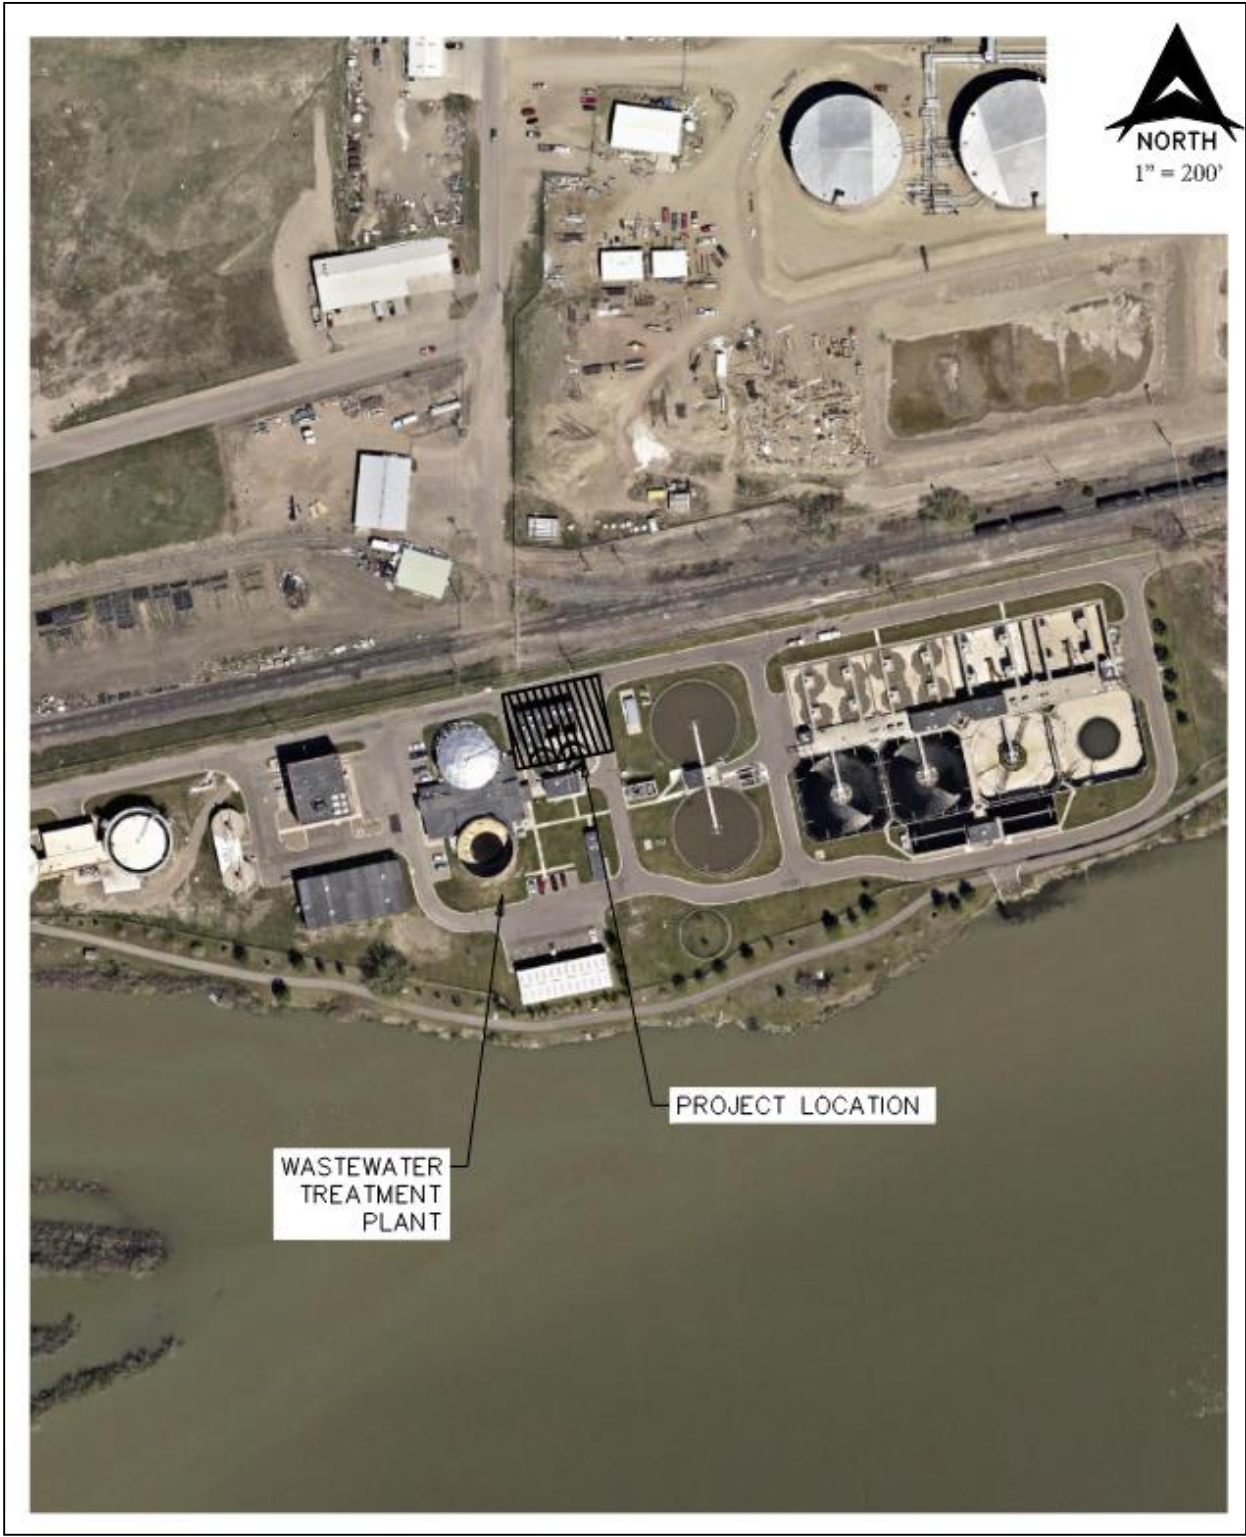 NORTH
1” = 200’
PROJECT LOCATION
WASTEWATER
TREATMENT
PLANT